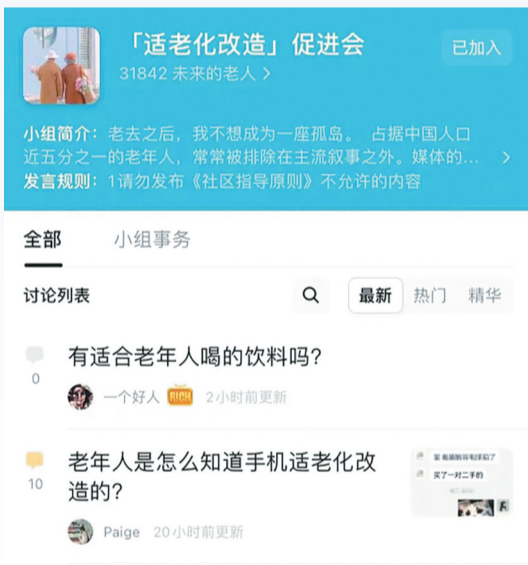 「适老化改造」促进会
已加入
31842 未来的老人 >
小组简介：老去之后，我不想成为一座孤岛。 占据中国人口
近五分之一的老年人，常常被排除在主流叙事之外。媒体的...
发言规则：1请勿发布《社区指导原则》不允许的内容
全部 小组事务
讨论列表 最新 热门 精华
有适合老年人喝的饮料吗？
0
一个好人 RICH 2小时前更新
老年人是怎么知道手机适老化改
造的？
10
买了一对二手的
Paige 20小时前更新